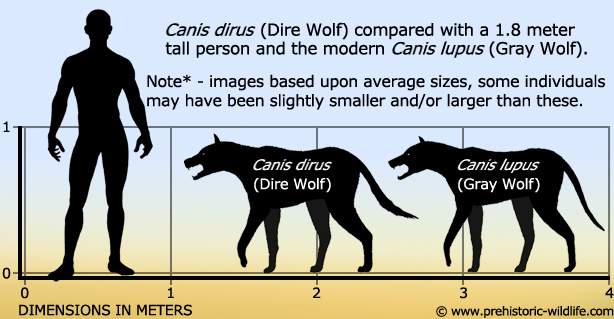 Canis dirus (Dire Wolf) compared with a 1.8 meter
tall person and the modern Canis lupus (Gray Wolf).
Note* - images based upon average sizes, some individuals
may have been slightly smaller and/or larger than these.
1
Canis dirus
(Dire Wolf)
Canis lupus
(Gray Wolf)
0
0 1 2 3 4
DIMENSIONS IN METERS
© www.prehistoric-wildlife.com